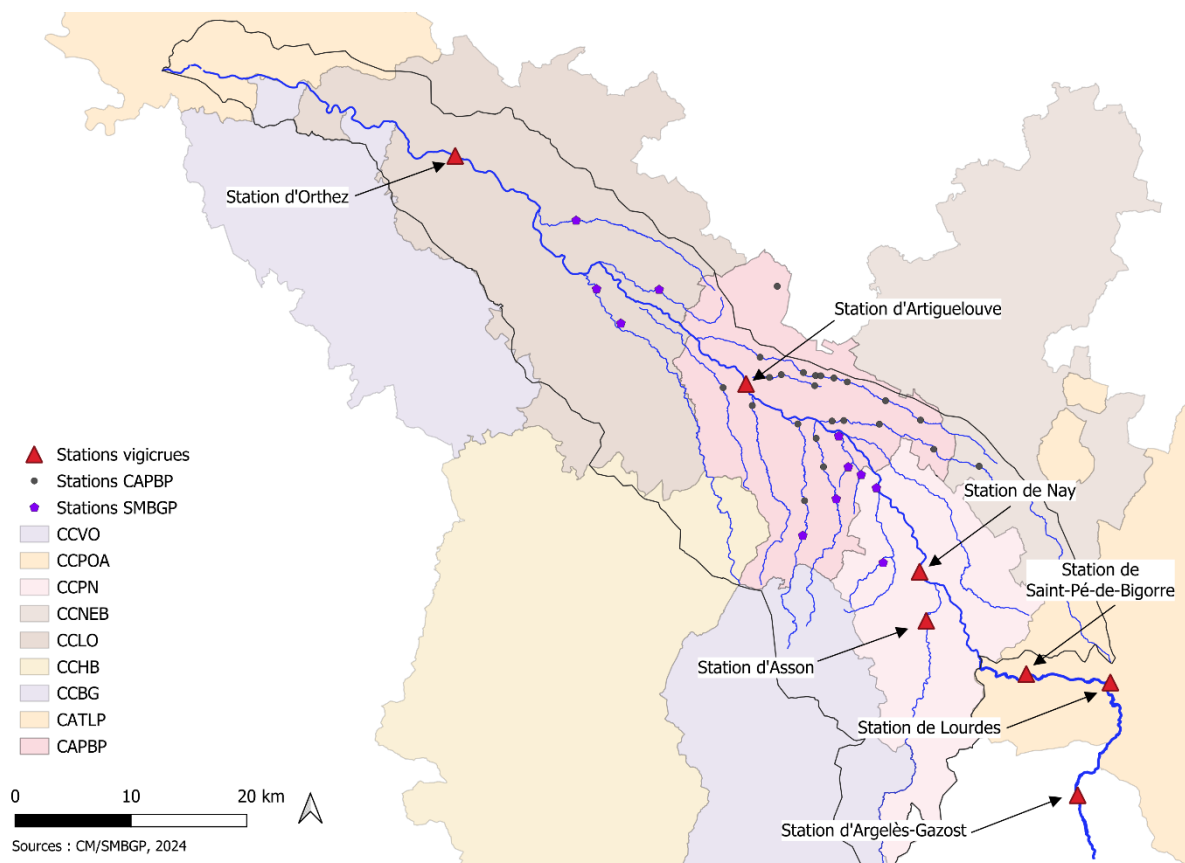 Station d'Orthez
Station d'Artiguelouve
Station de Nay
Station de
Saint-Pé-de-Bigorre
Station d'Asson
Station de Lourdes
Station d'Argelès-Gazost
Stations vigicrues
Stations CAPBP
Stations SMBGP
CCVO
CCPOA
CCPN
CCNEB
CCLO
CCHB
CCBG
CATLP
CAPBP
0 10 20 km
Sources : CM/SMBGP, 2024